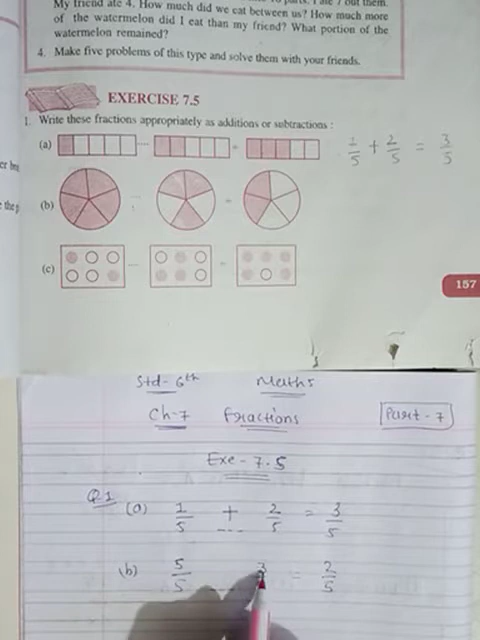 My friend ate 4. How much did we eat between us? How much more
of the watermelon did I eat than my friend? What portion of the
watermelon remained?
4. Make five problems of this type and solve them with your friends.
EXERCISE 7.5
1. Write these fractions appropriately as additions or subtractions :
(a) ..... = 1/5 + 2/5 = 3/5
(b) ... =
(c) ... =
157
Std- 6th Maths
Ch-7 Fractions Part-7
Exe-7.5
Q1 (a) 1/5 + 2/5 = 3/5
(b) 5/5 3 = 2/5